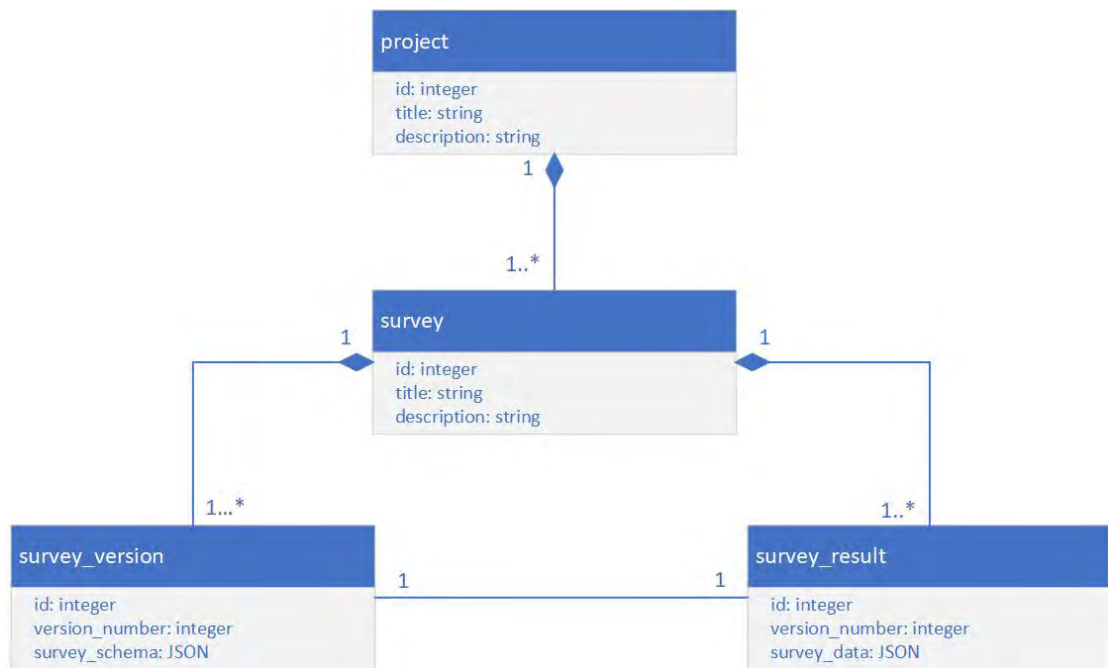 project
id: integer
title: string
description: string
1
1..*
survey
1
1
id: integer
title: string
description: string
1...*
1..*
survey_version
survey_result
1
1
id: integer
version_number: integer
survey_schema: JSON
id: integer
version_number: integer
survey_data: JSON